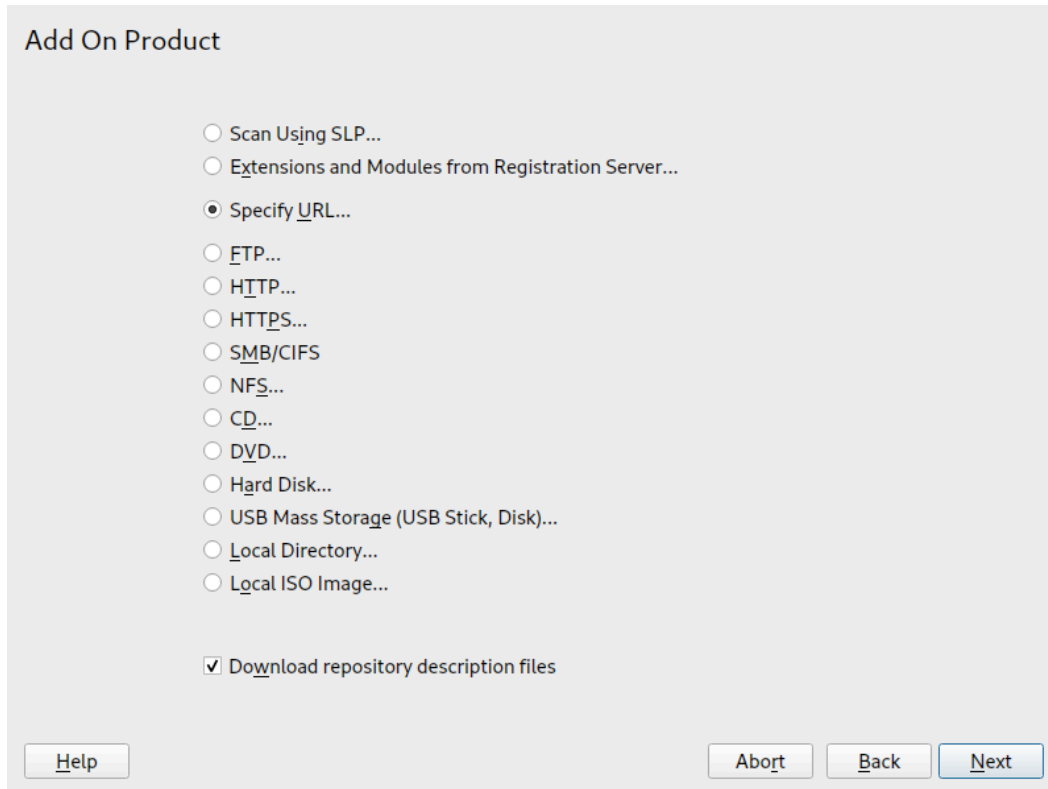 Add On Product
Scan Using SLP...
Extensions and Modules from Registration Server...
Specify URL...
FTP...
HTTP...
HTTPS...
SMB/CIFS
NFS...
CD...
DVD...
Hard Disk...
USB Mass Storage (USB Stick, Disk)...
Local Directory...
Local ISO Image...
Download repository description files
Help Abort Back Next